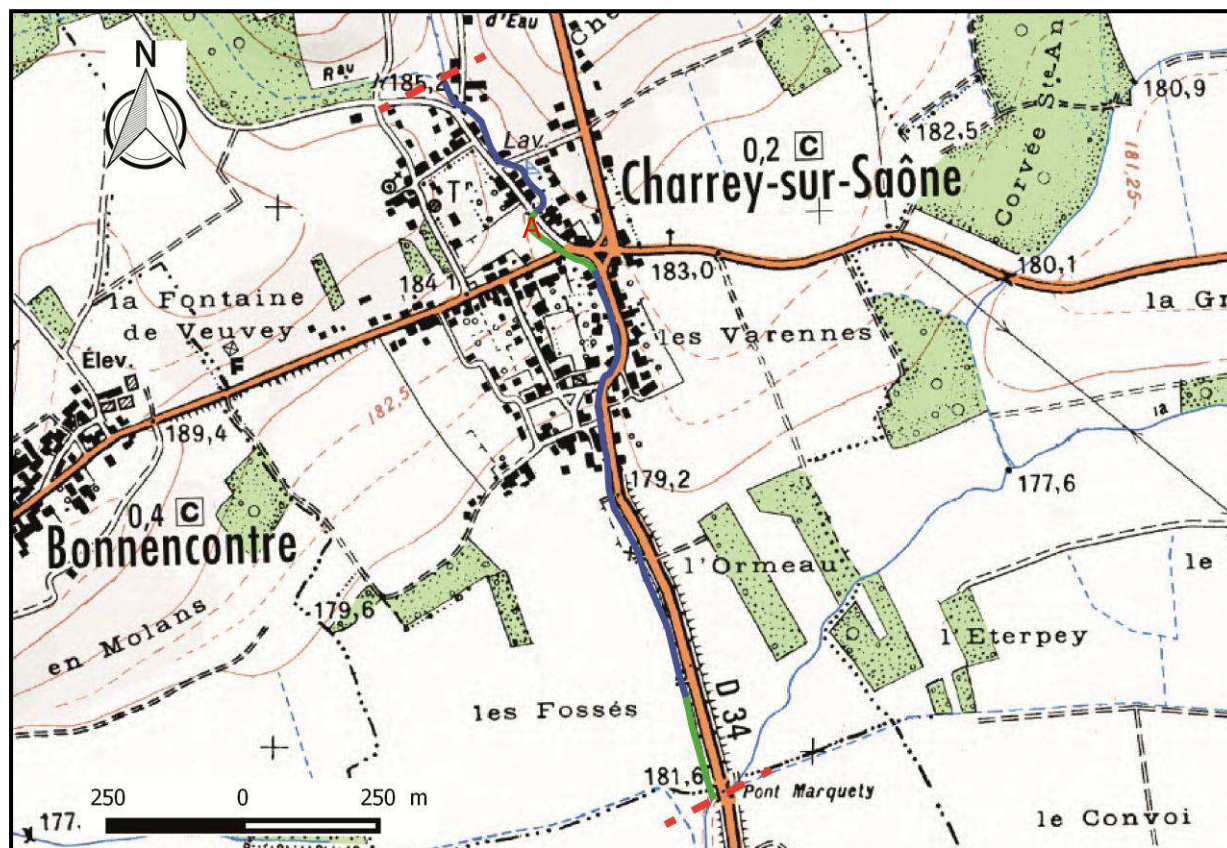 N
d'Eau
Che
Rau
185,2
Lav.
A
Tr.
0,2 C
Charrey-sur-Saône
Corvée Ste An
180,9
182,5
181,25
183,0
180,1
la Gr
184,1
la Fontaine
de Veuvey
les Varennes
Élev.
189,4
182,5
179,2
177,6
0,4 C
Bonnencontre
l'Ormeau
le
179,6
en Molans
l'Eterpey
les Fossés
D 34
181,6
Pont Marquety
250 0 250 m
177,
le Convoi